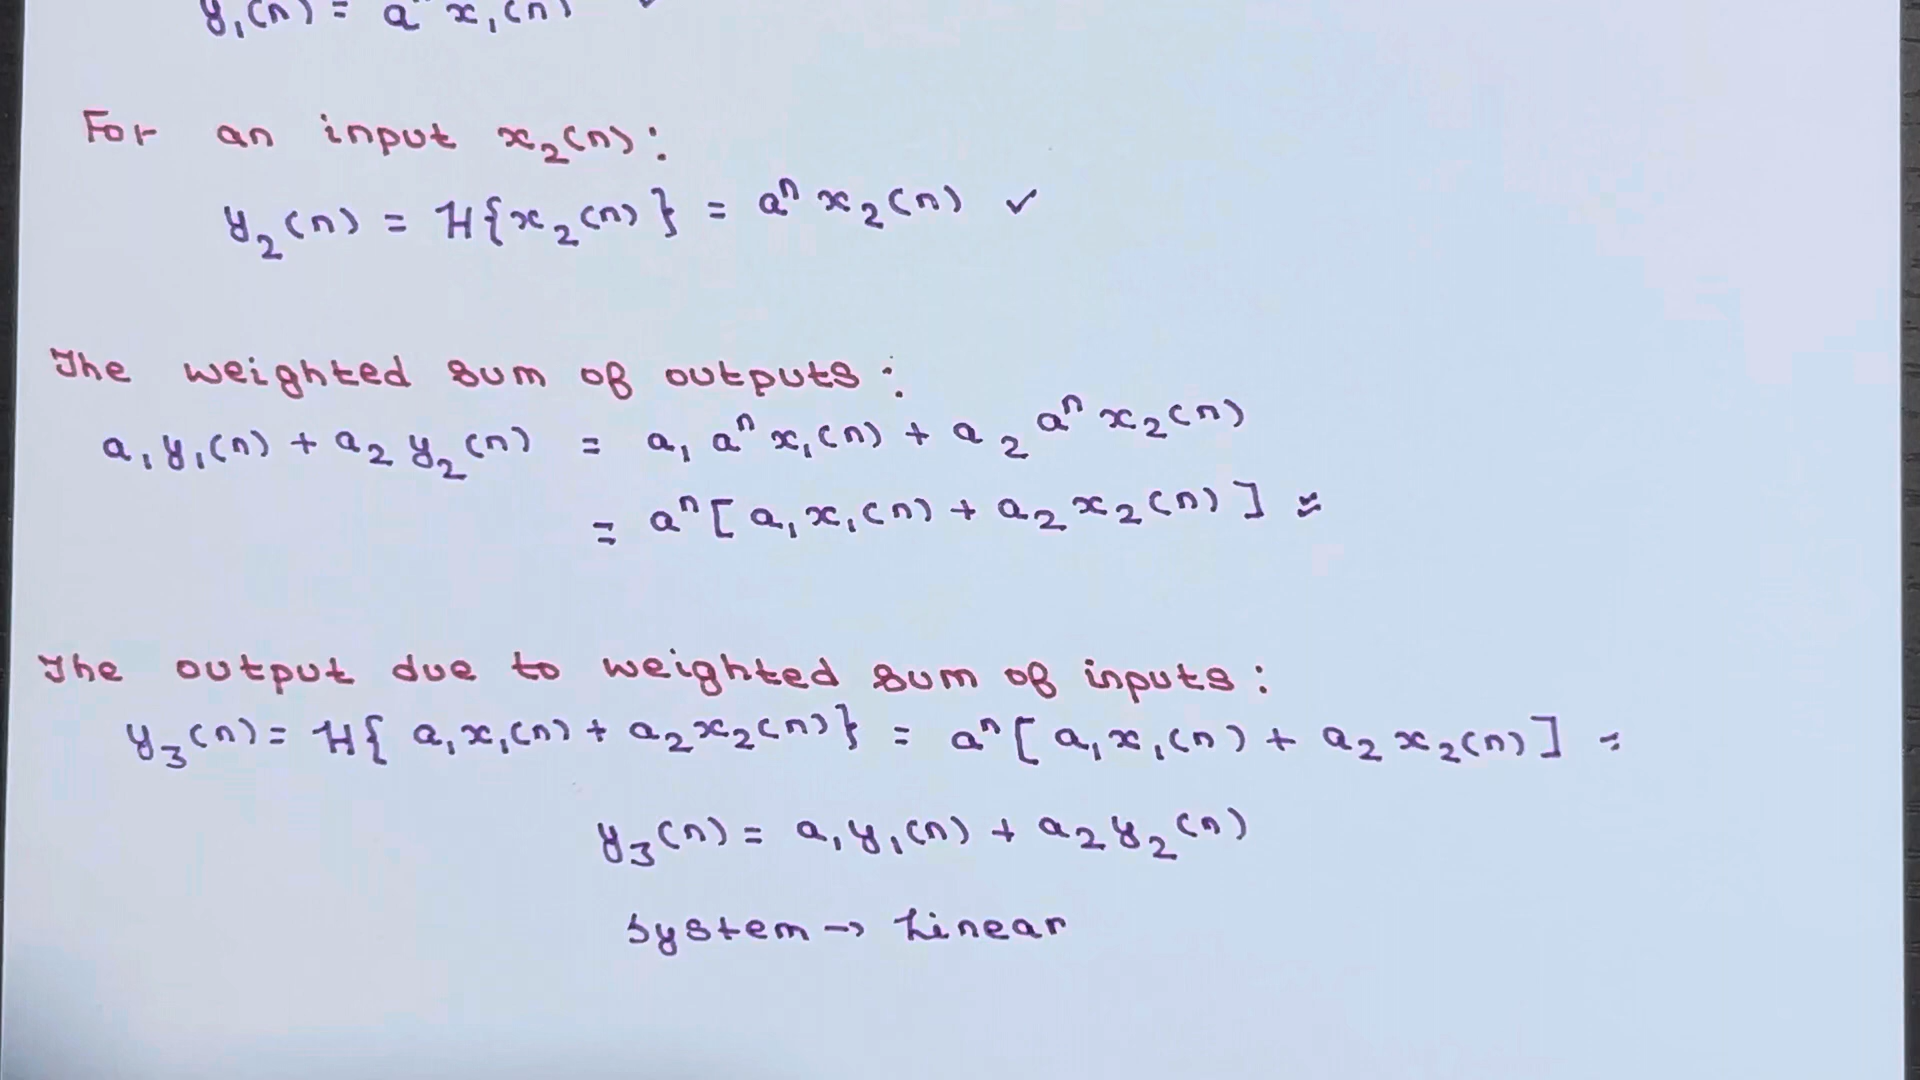 y₁(n) = aⁿ x₁(n) ✓
For an input x₂(n):
y₂(n) = H{x₂(n)} = aⁿ x₂(n) ✓
The weighted sum of outputs:
a₁y₁(n) + a₂y₂(n) = a₁ aⁿ x₁(n) + a₂ aⁿ x₂(n)
= aⁿ[a₁x₁(n) + a₂x₂(n)]
The output due to weighted sum of inputs:
y₃(n) = H{a₁x₁(n) + a₂x₂(n)} = aⁿ[a₁x₁(n) + a₂x₂(n)]
y₃(n) = a₁y₁(n) + a₂y₂(n)
System → Linear